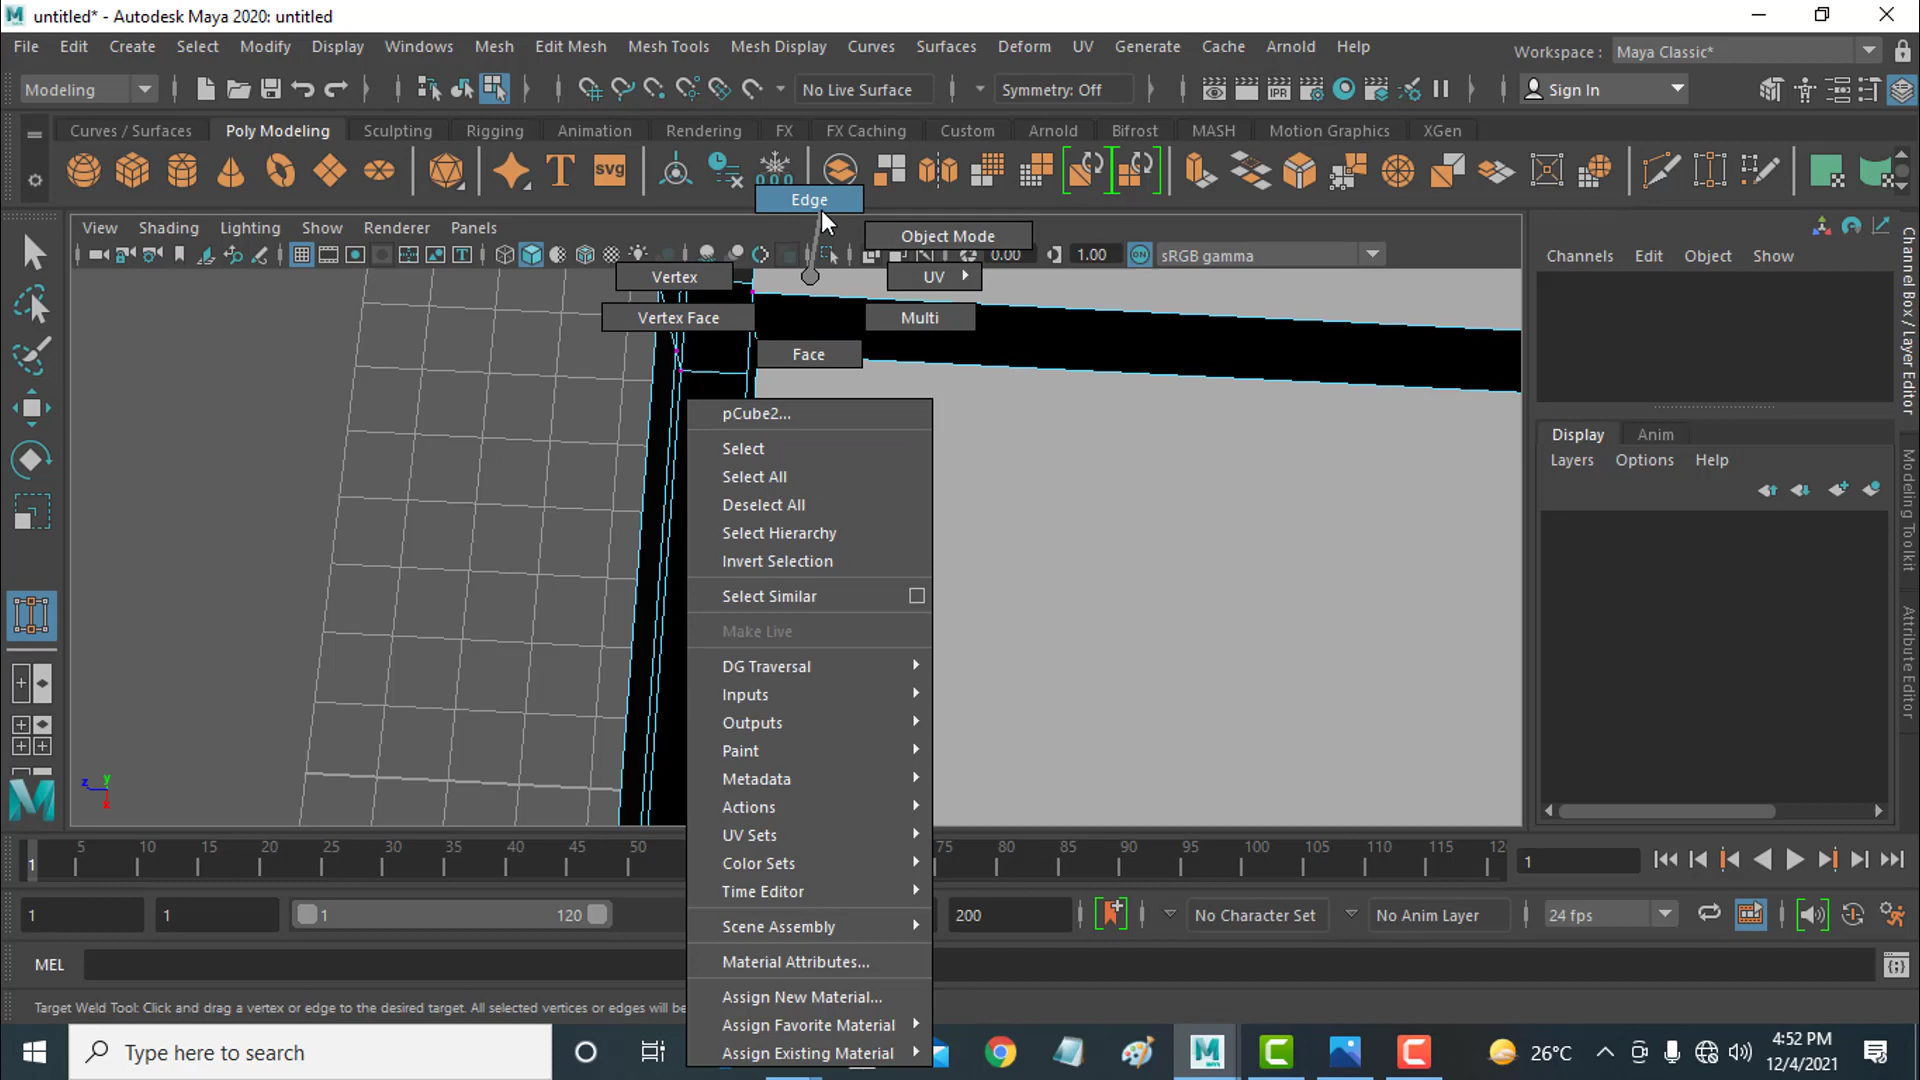 untitled* - Autodesk Maya 2020: untitled
File Edit Create Select Modify Display Windows Mesh Edit Mesh Mesh Tools Mesh Display Curves Surfaces Deform UV Generate Cache Arnold Help
Workspace : Maya Classic*
Modeling No Live Surface Symmetry: Off IPR Sign In
Curves / Surfaces Poly Modeling Sculpting Rigging Animation Rendering FX FX Caching Custom Arnold Bifrost MASH Motion Graphics XGen
T SVG
Edge
View Shading Lighting Show Renderer Panels
Object Mode
0.00 1.00 ON sRGB gamma
Channels Edit Object Show
Vertex UV
Vertex Face Multi
Face
pCube2...
Select
Select All
Deselect All
Select Hierarchy
Invert Selection
Select Similar
Make Live
DG Traversal
Inputs
Outputs
Paint
Metadata
Actions
UV Sets
Color Sets
Time Editor
Scene Assembly
Material Attributes...
Assign New Material...
Assign Favorite Material
Assign Existing Material
Display Anim
Layers Options Help
Channel Box / Layer Editor
Modeling Toolkit
Attribute Editor
z y x
1 5 10 15 20 25 30 35 40 45 50 75 80 85 90 95 100 105 110 115 12
1
1 1 1 120 200 No Character Set No Anim Layer 24 fps
MEL
Target Weld Tool: Click and drag a vertex or edge to the desired target. All selected vertices or edges will be
Type here to search
26°C
4:52 PM
12/4/2021